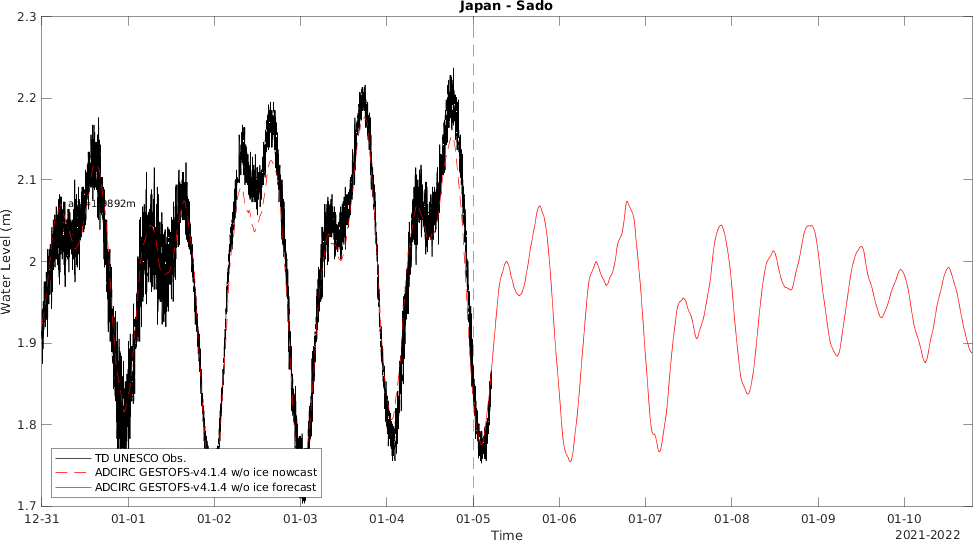 Japan - Sado
2.3
2.2
2.1
2
1.9
1.8
1.7
Water Level (m)
9892m
TD UNESCO Obs.
ADCIRC GESTOFS-v4.1.4 w/o ice nowcast
ADCIRC GESTOFS-v4.1.4 w/o ice forecast
12-31 01-01 01-02 01-03 01-04 01-05 01-06 01-07 01-08 01-09 01-10
Time
2021-2022